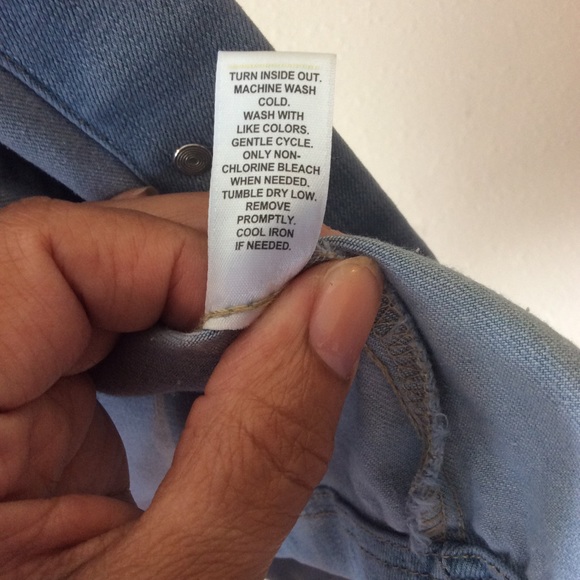 TURN INSIDE OUT.
MACHINE WASH
COLD.
WASH WITH
LIKE COLORS.
GENTLE CYCLE.
ONLY NON-
CHLORINE BLEACH
WHEN NEEDED.
TUMBLE DRY LOW.
REMOVE
PROMPTLY.
COOL IRON
IF NEEDED.